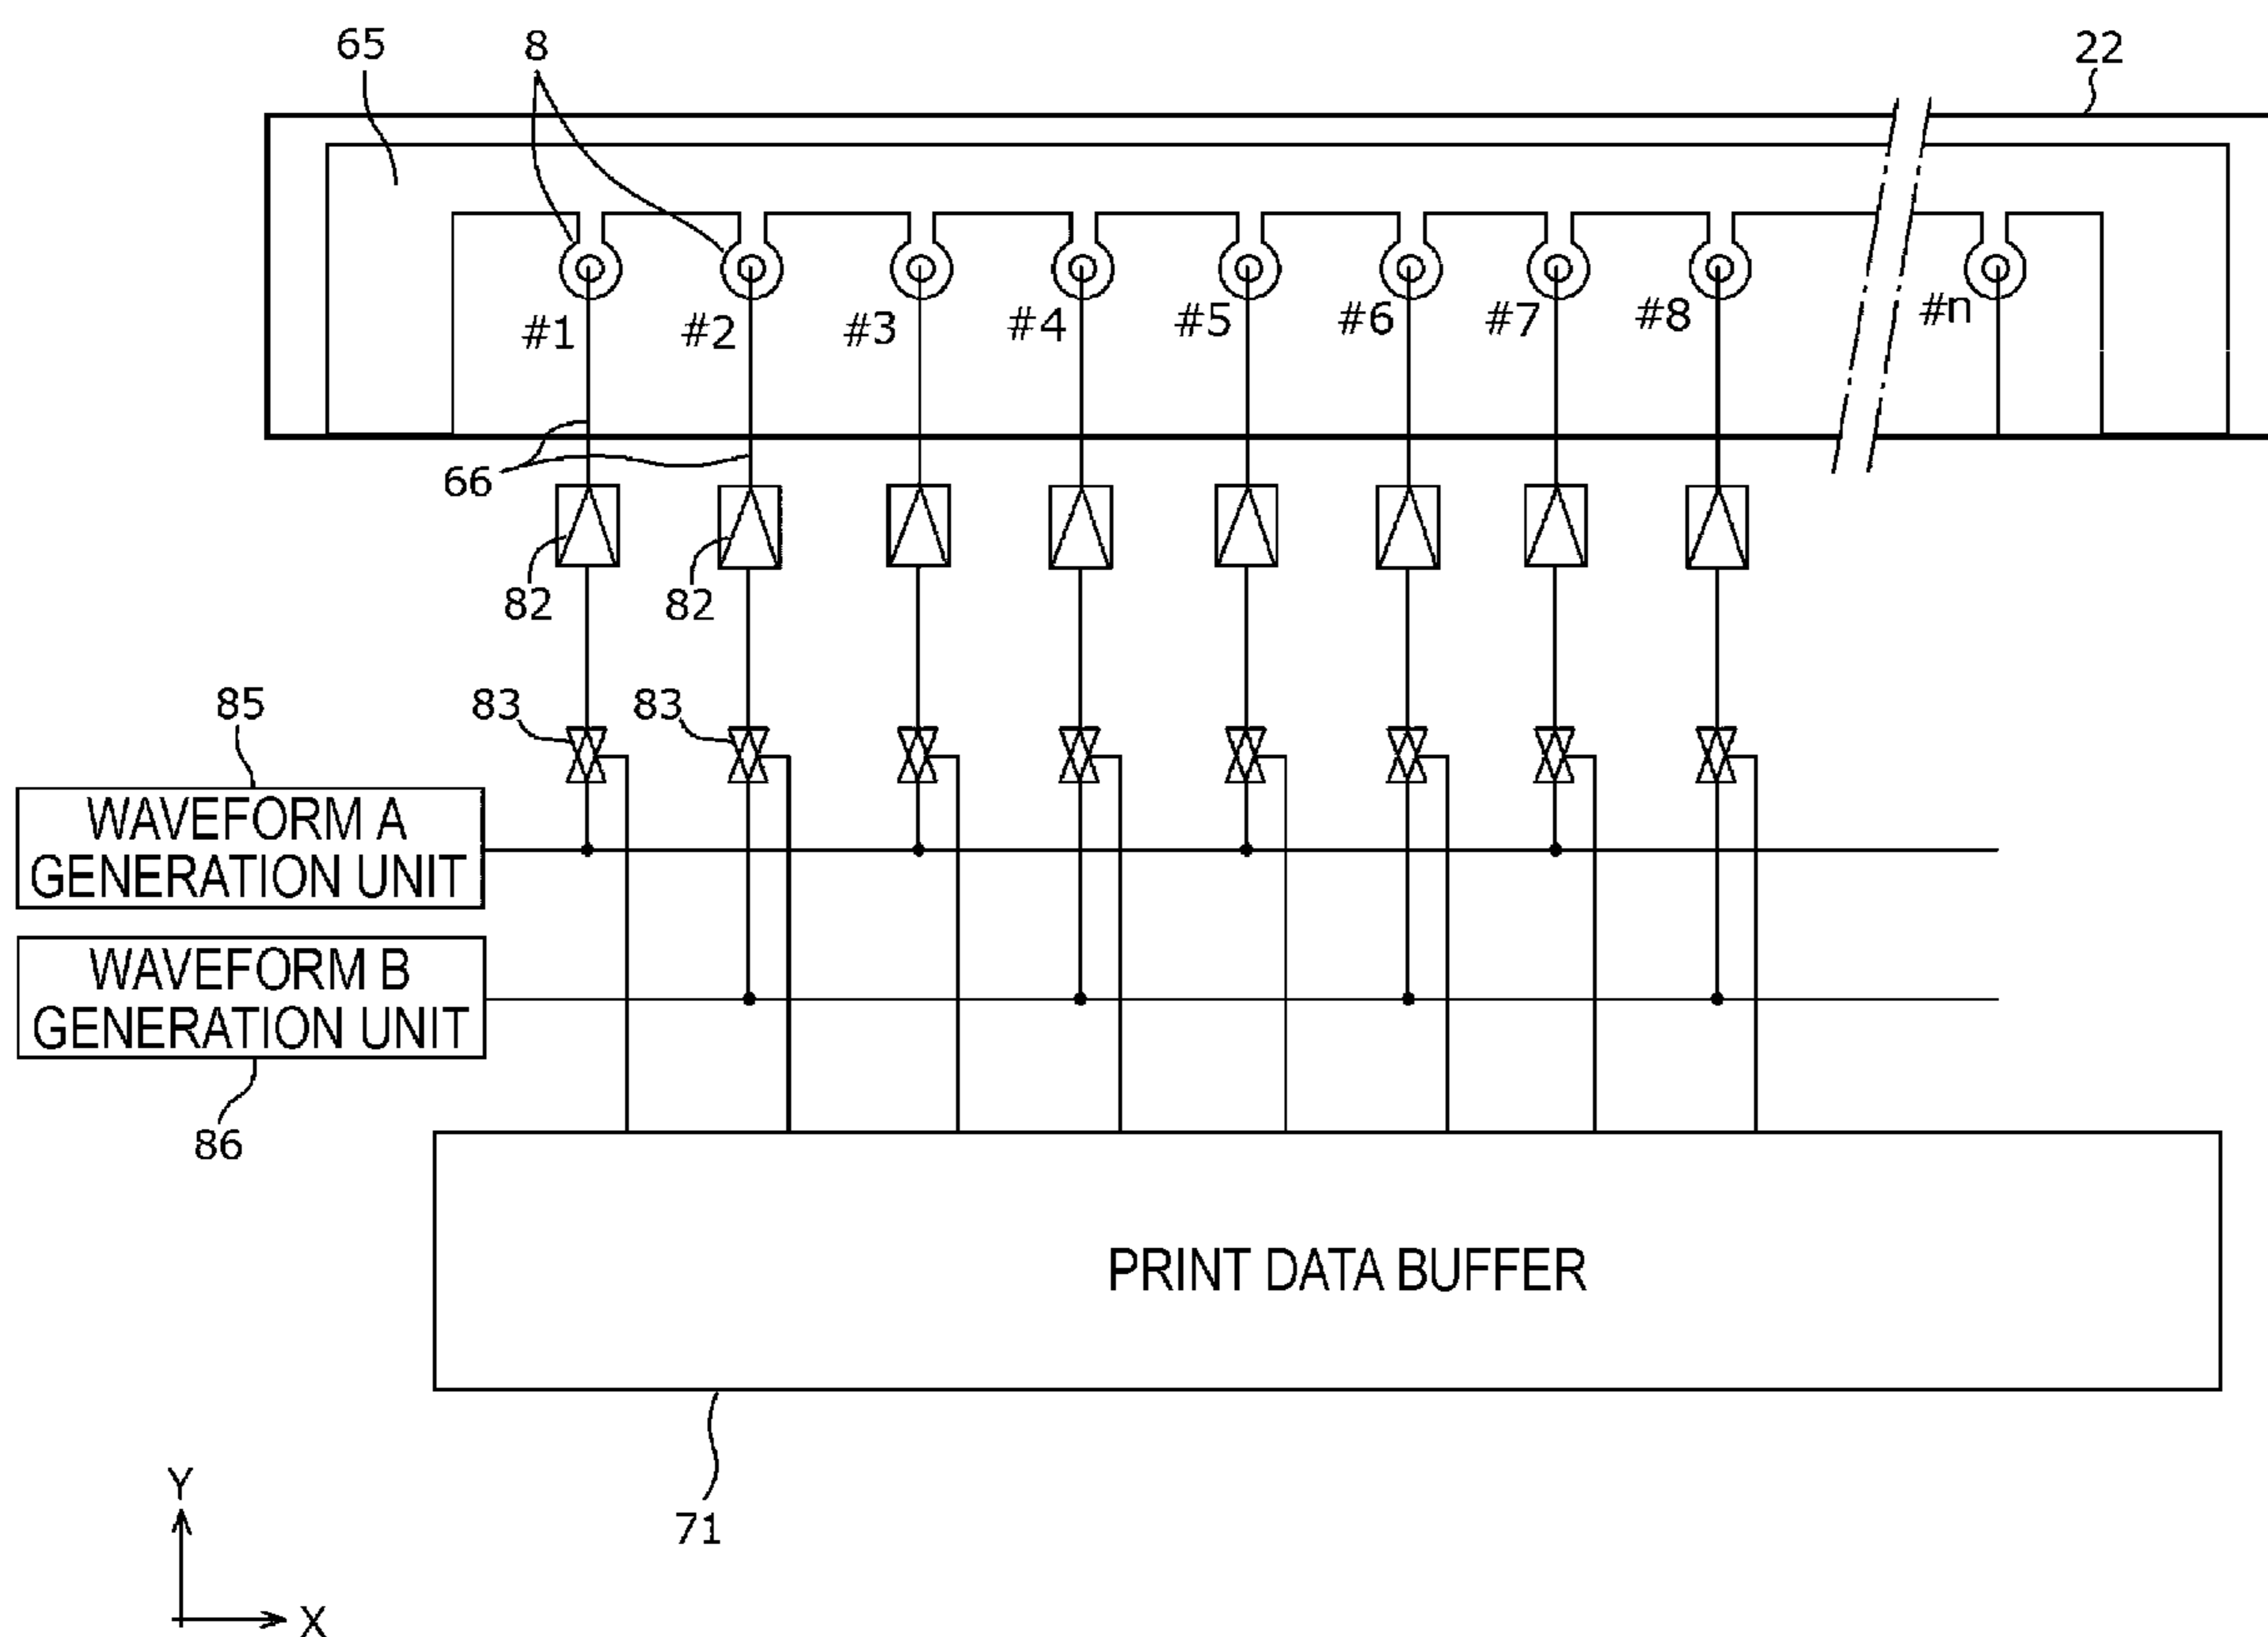 65
8
22
#1
#2
#3
#4
#5
#6
#7
#8
#n
66
82
82
85
83
83
WAVEFORM A
GENERATION UNIT
WAVEFORM B
GENERATION UNIT
86
PRINT DATA BUFFER
71
Y
X